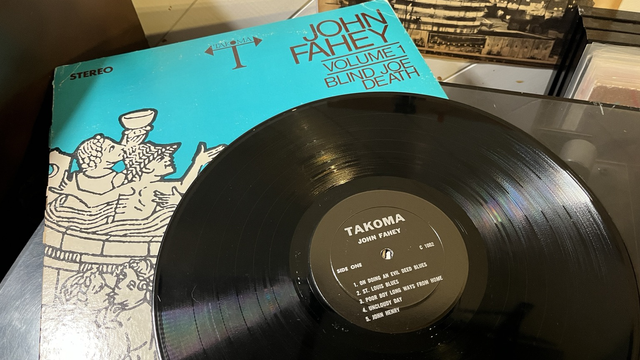 STEREO
TAKOMA
JOHN
FAHEY
VOLUME 1
BLIND JOE
DEATH
TAKOMA
JOHN FAHEY
SIDE ONE
C 1002
1. ON DOING AN EVIL DEED BLUES
2. ST. LOUIS BLUES
3. POOR BOY LONG WAYS FROM HOME
4. UNCLOUDY DAY
5. JOHN HENRY